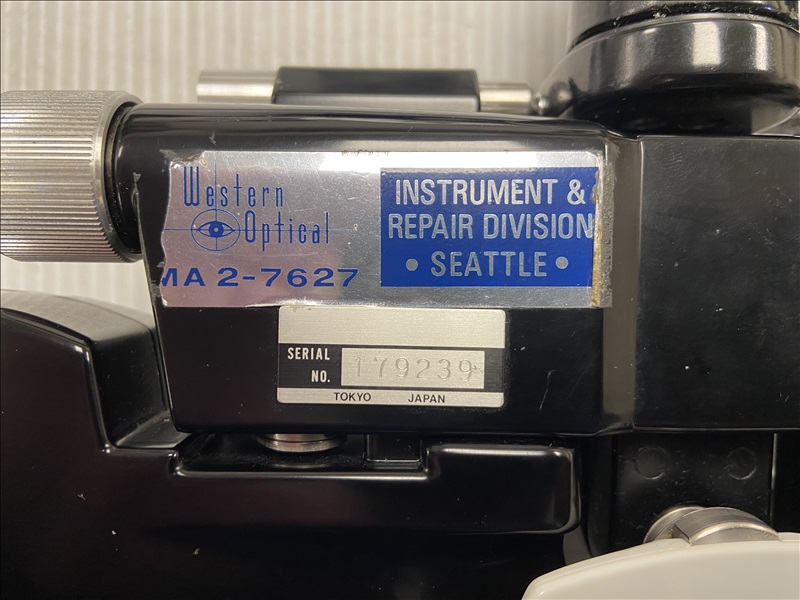 Western
Optical
MA 2-7627
INSTRUMENT &
REPAIR DIVISION
• SEATTLE •
SERIAL
NO.
179239
TOKYO JAPAN